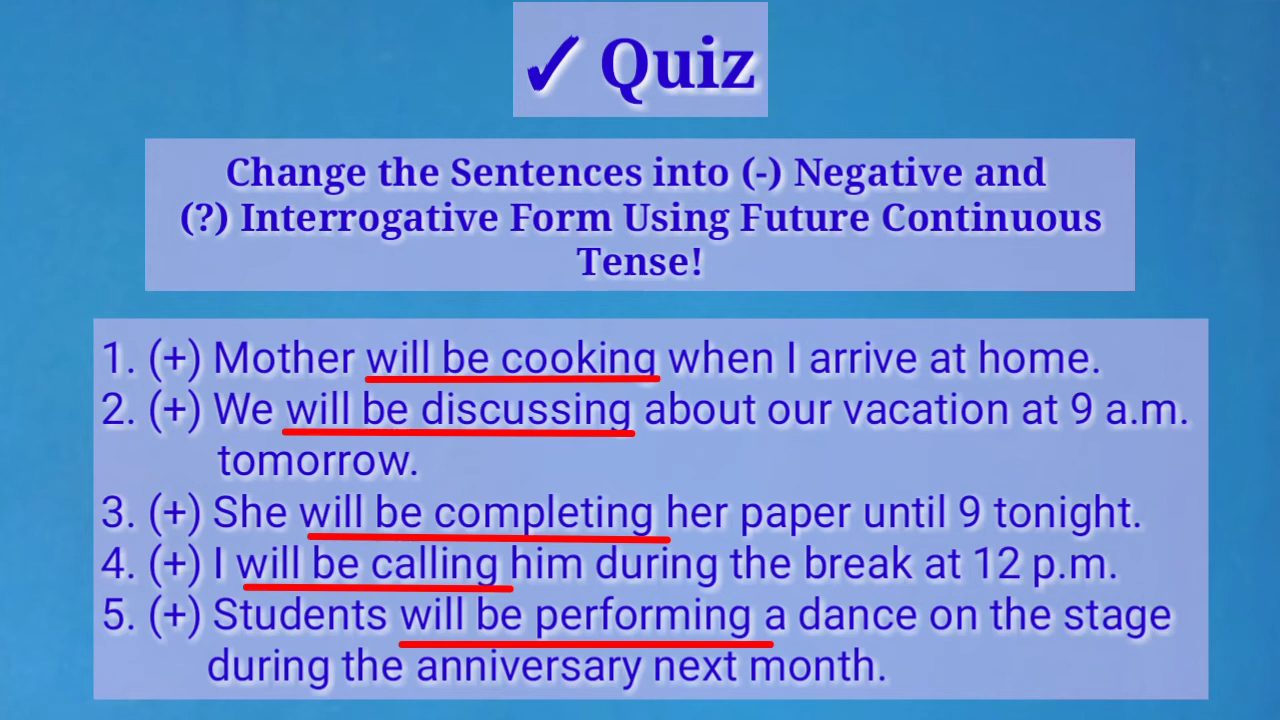 ✓ Quiz
Change the Sentences into (-) Negative and
(?) Interrogative Form Using Future Continuous
Tense!
1. (+) Mother will be cooking when I arrive at home.
2. (+) We will be discussing about our vacation at 9 a.m.
tomorrow.
3. (+) She will be completing her paper until 9 tonight.
4. (+) I will be calling him during the break at 12 p.m.
5. (+) Students will be performing a dance on the stage
during the anniversary next month.